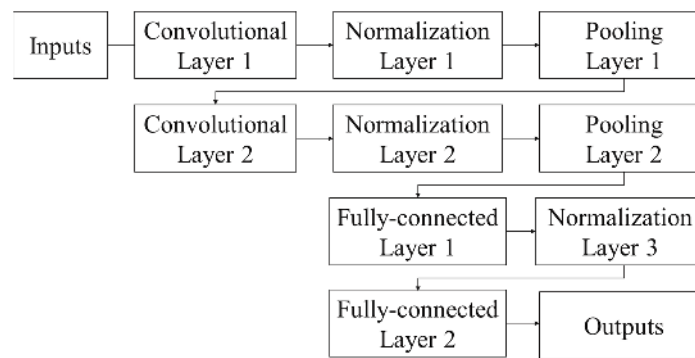 Inputs
Convolutional
Layer 1
Normalization
Layer 1
Pooling
Layer 1
Convolutional
Layer 2
Normalization
Layer 2
Pooling
Layer 2
Fully-connected
Layer 1
Normalization
Layer 3
Fully-connected
Layer 2
Outputs